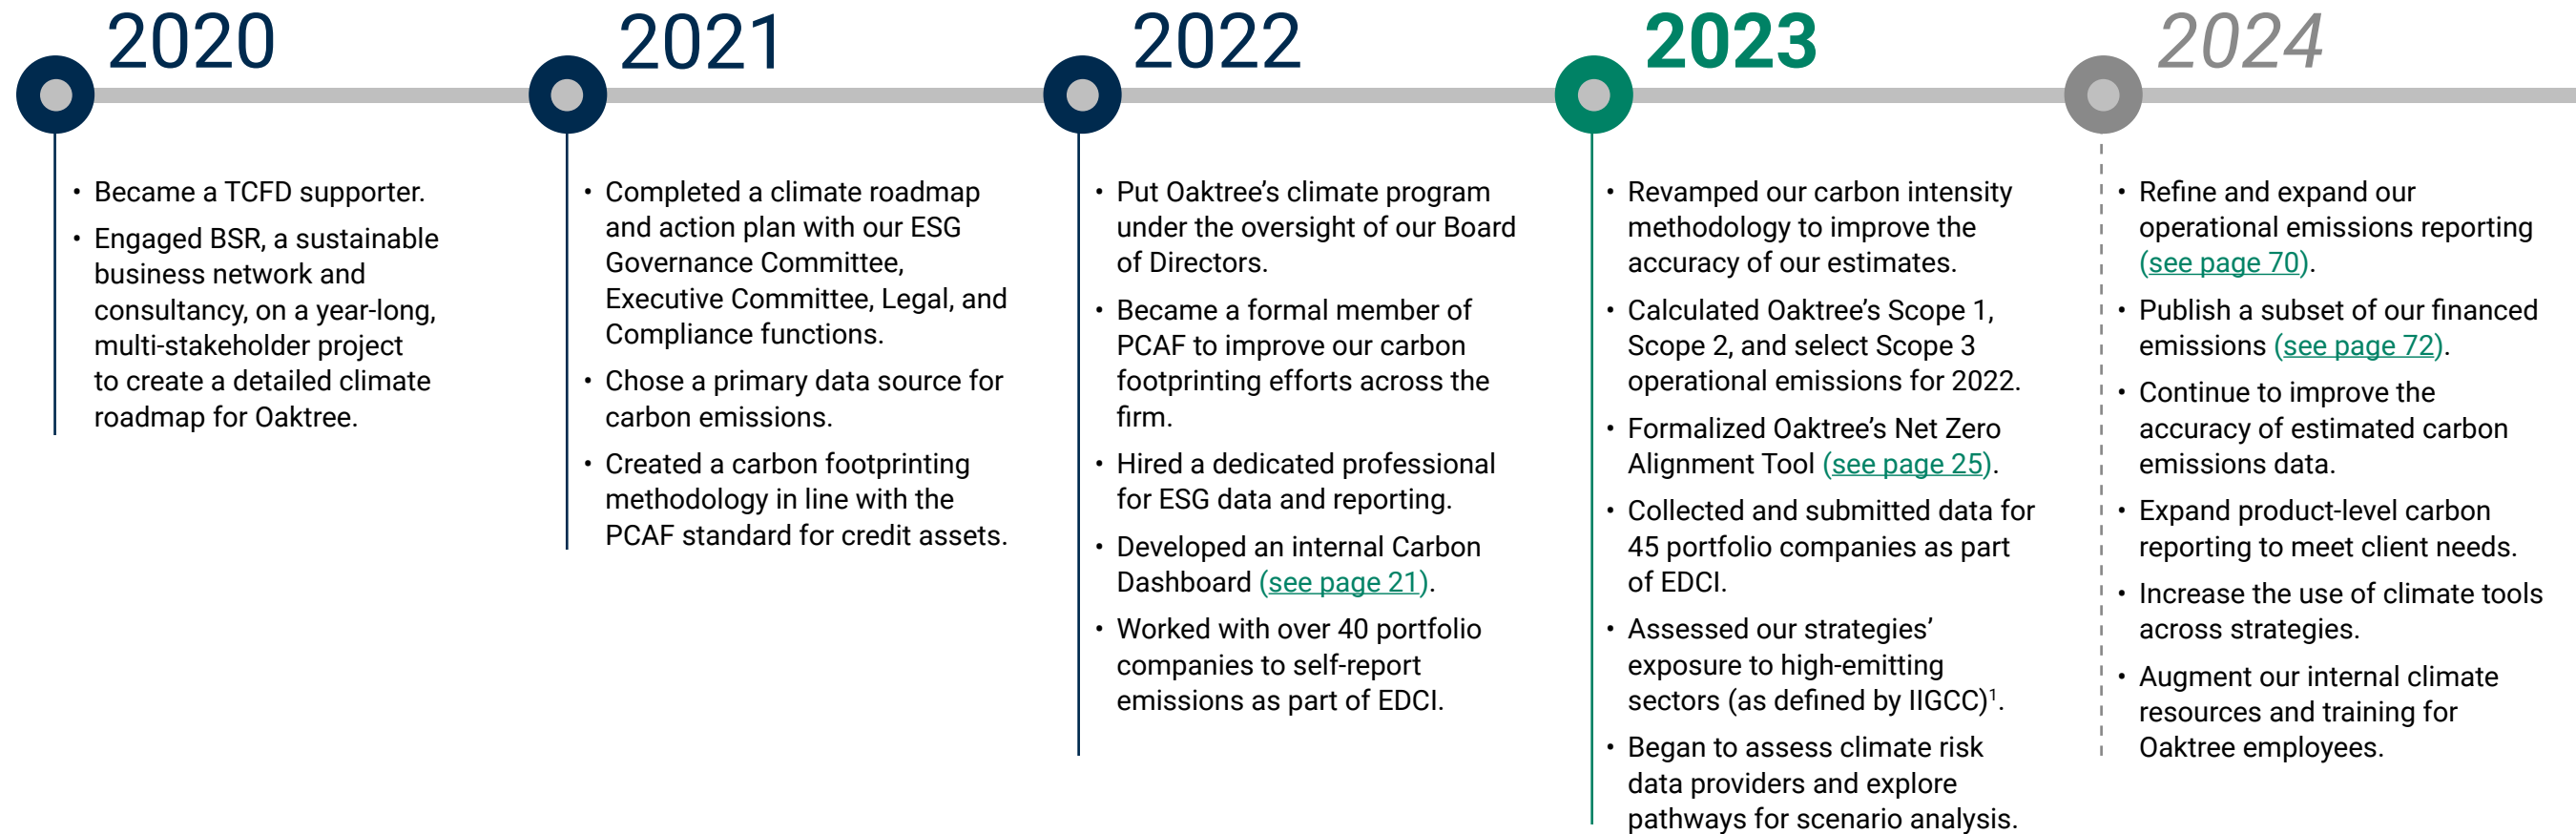 2020
• Became a TCFD supporter.
• Engaged BSR, a sustainable
business network and
consultancy, on a year-long,
multi-stakeholder project
to create a detailed climate
roadmap for Oaktree.
2021
• Completed a climate roadmap
and action plan with our ESG
Governance Committee,
Executive Committee, Legal, and
Compliance functions.
• Chose a primary data source for
carbon emissions.
• Created a carbon footprinting
methodology in line with the
PCAF standard for credit assets.
2022
• Put Oaktree’s climate program
under the oversight of our Board
of Directors.
• Became a formal member of
PCAF to improve our carbon
footprinting efforts across the
firm.
• Hired a dedicated professional
for ESG data and reporting.
• Developed an internal Carbon
Dashboard (see page 21).
• Worked with over 40 portfolio
companies to self-report
emissions as part of EDCI.
2023
• Revamped our carbon intensity
methodology to improve the
accuracy of our estimates.
• Calculated Oaktree’s Scope 1,
Scope 2, and select Scope 3
operational emissions for 2022.
• Formalized Oaktree’s Net Zero
Alignment Tool (see page 25).
• Collected and submitted data for
45 portfolio companies as part
of EDCI.
• Assessed our strategies’
exposure to high-emitting
sectors (as defined by IIGCC)¹.
• Began to assess climate risk
data providers and explore
pathways for scenario analysis.
2024
• Refine and expand our
operational emissions reporting
(see page 70).
• Publish a subset of our financed
emissions (see page 72).
• Continue to improve the
accuracy of estimated carbon
emissions data.
• Expand product-level carbon
reporting to meet client needs.
• Increase the use of climate tools
across strategies.
• Augment our internal climate
resources and training for
Oaktree employees.